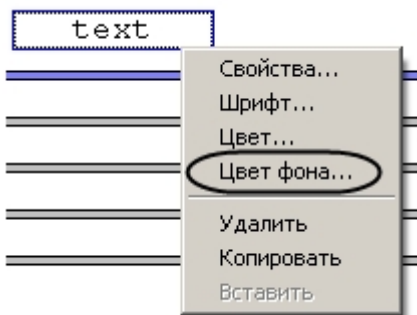 text
Свойства...
Шрифт...
Цвет...
Цвет фона...
Удалить
Копировать
Вставить